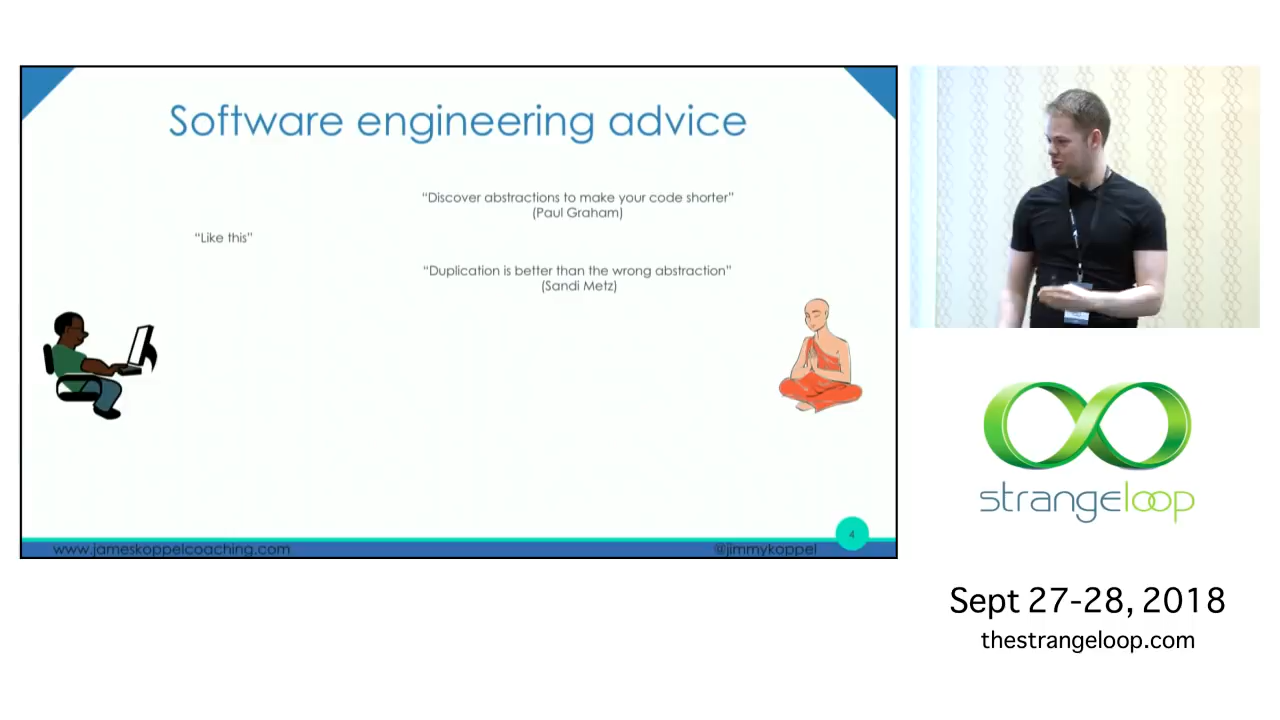 Software engineering advice
“Discover abstractions to make your code shorter”
(Paul Graham)
“Like this”
“Duplication is better than the wrong abstraction”
(Sandi Metz)
4
www.jameskoppelcoaching.com
@jimmykoppel
strangeloop
Sept 27-28, 2018
thestrangeloop.com